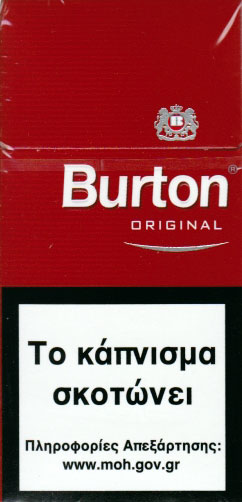 B
Burton®
ORIGINAL
Το κάπνισμα
σκοτώνει
Πληροφορίες Απεξάρτησης:
www.moh.gov.gr